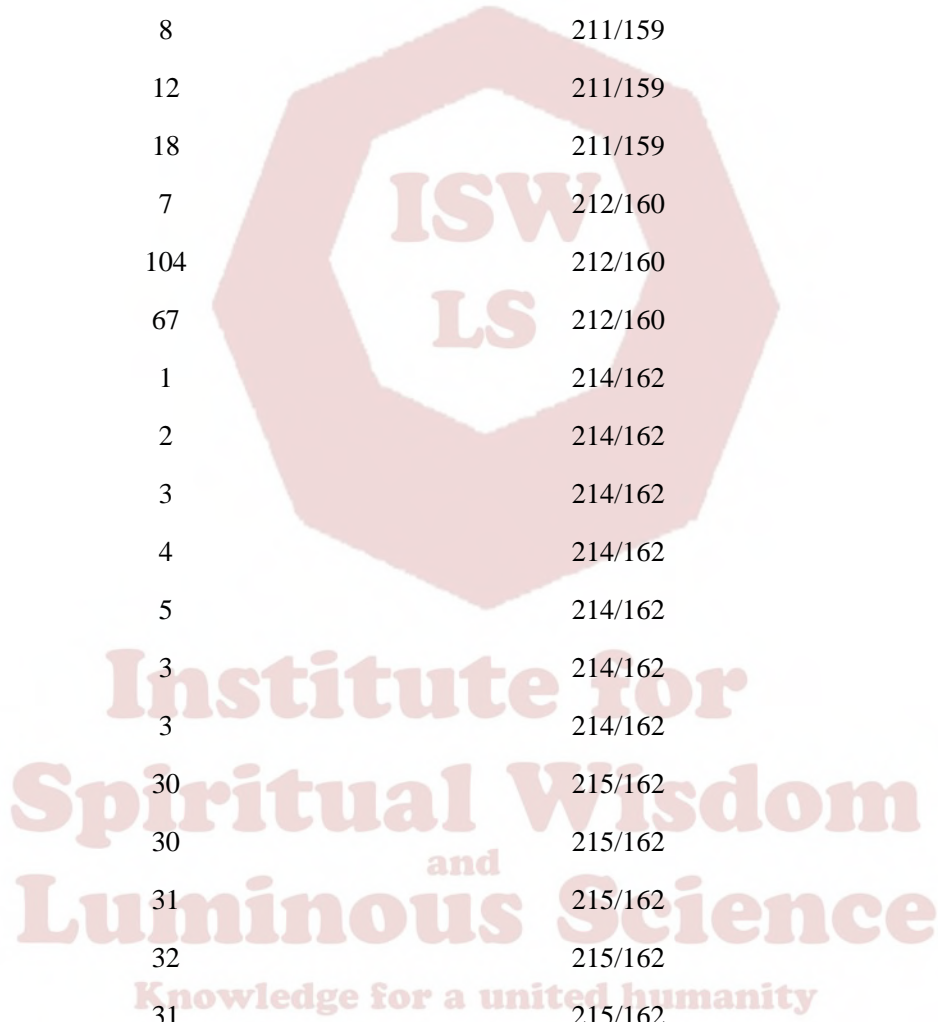 8 211/159
12 211/159
18 211/159
ISW
7 212/160
104 212/160
LS
67 212/160
1 214/162
2 214/162
3 214/162
4 214/162
5 214/162
3 214/162
Institute for
3 214/162
30 215/162
Spiritual Wisdom
30 215/162
and
31 215/162
Luminous Science
32 215/162
Knowledge for a united humanity
31 215/162